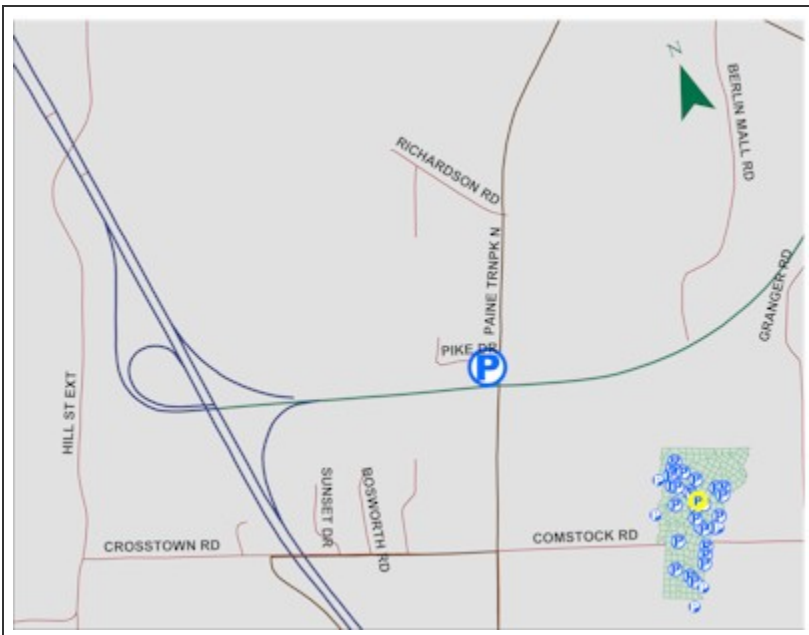 N
BERLIN MALL RD
RICHARDSON RD
PAINE TRNPK N
GRANGER RD
PIKE DR
P
HILL ST EXT
SUNSET DR
BOSWORTH RD
CROSSTOWN RD
COMSTOCK RD
P